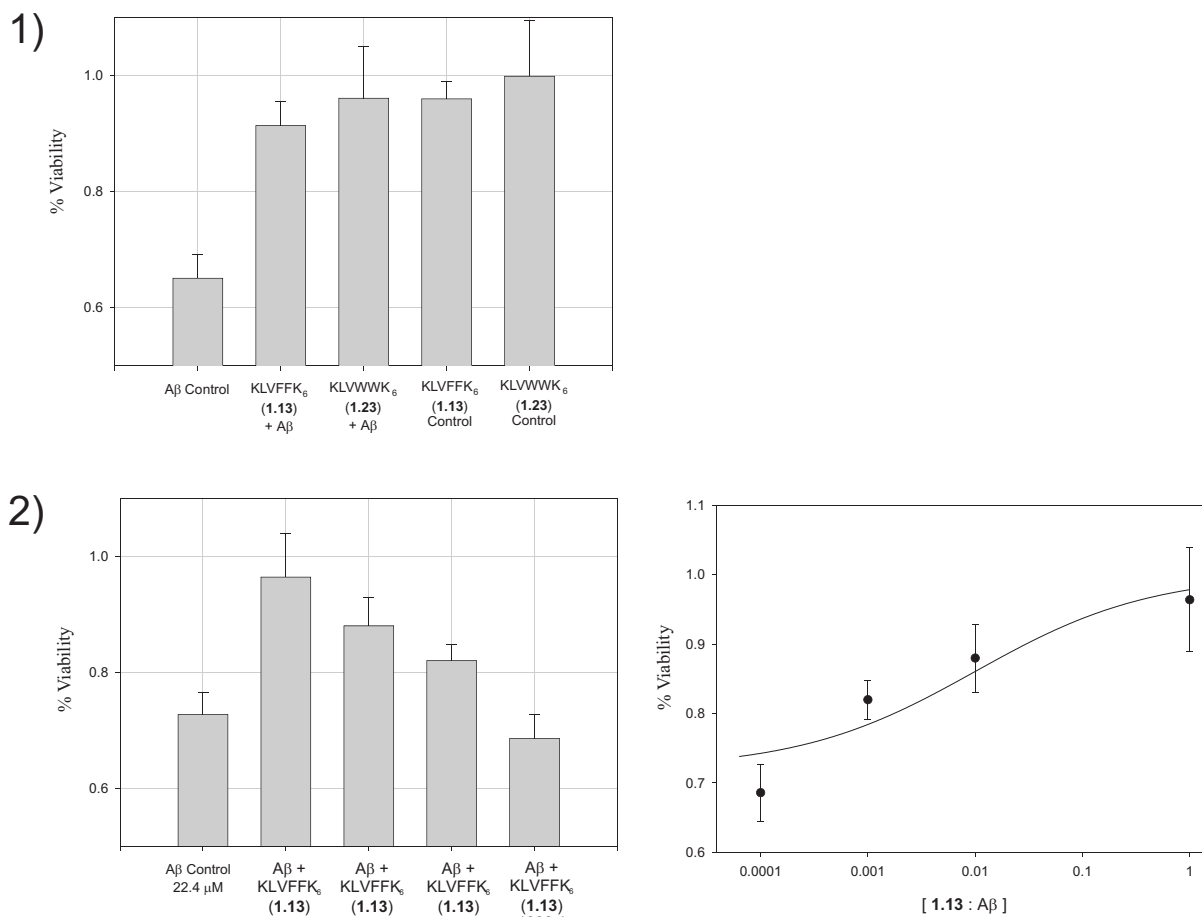 1)
% Viability
1.0
0.8
0.6
Aβ Control
KLVFFK₆
(1.13)
+ Aβ
KLVWWK₆
(1.23)
+ Aβ
KLVFFK₆
(1.13)
Control
KLVWWK₆
(1.23)
Control
2)
% Viability
1.0
0.8
0.6
Aβ Control
22.4 μM
Aβ +
KLVFFK₆
(1.13)
Aβ +
KLVFFK₆
(1.13)
Aβ +
KLVFFK₆
(1.13)
Aβ +
KLVFFK₆
(1.13)
% Viability
1.1
1.0
0.9
0.8
0.7
0.6
0.0001
0.001
0.01
0.1
1
[ 1.13 : Aβ ]